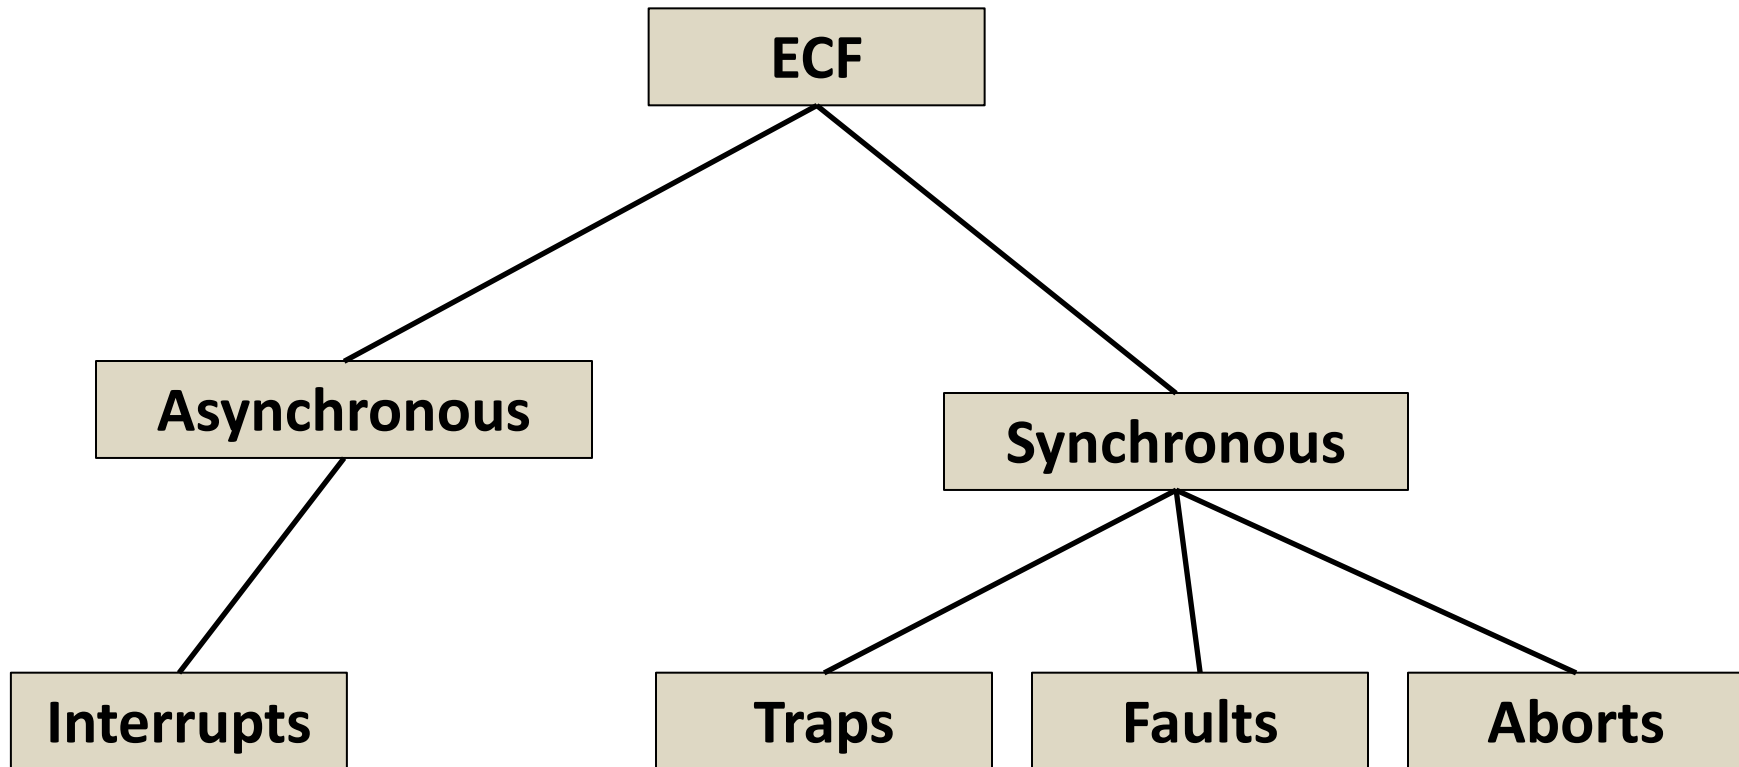 ECF
Asynchronous
Synchronous
Interrupts
Traps
Faults
Aborts